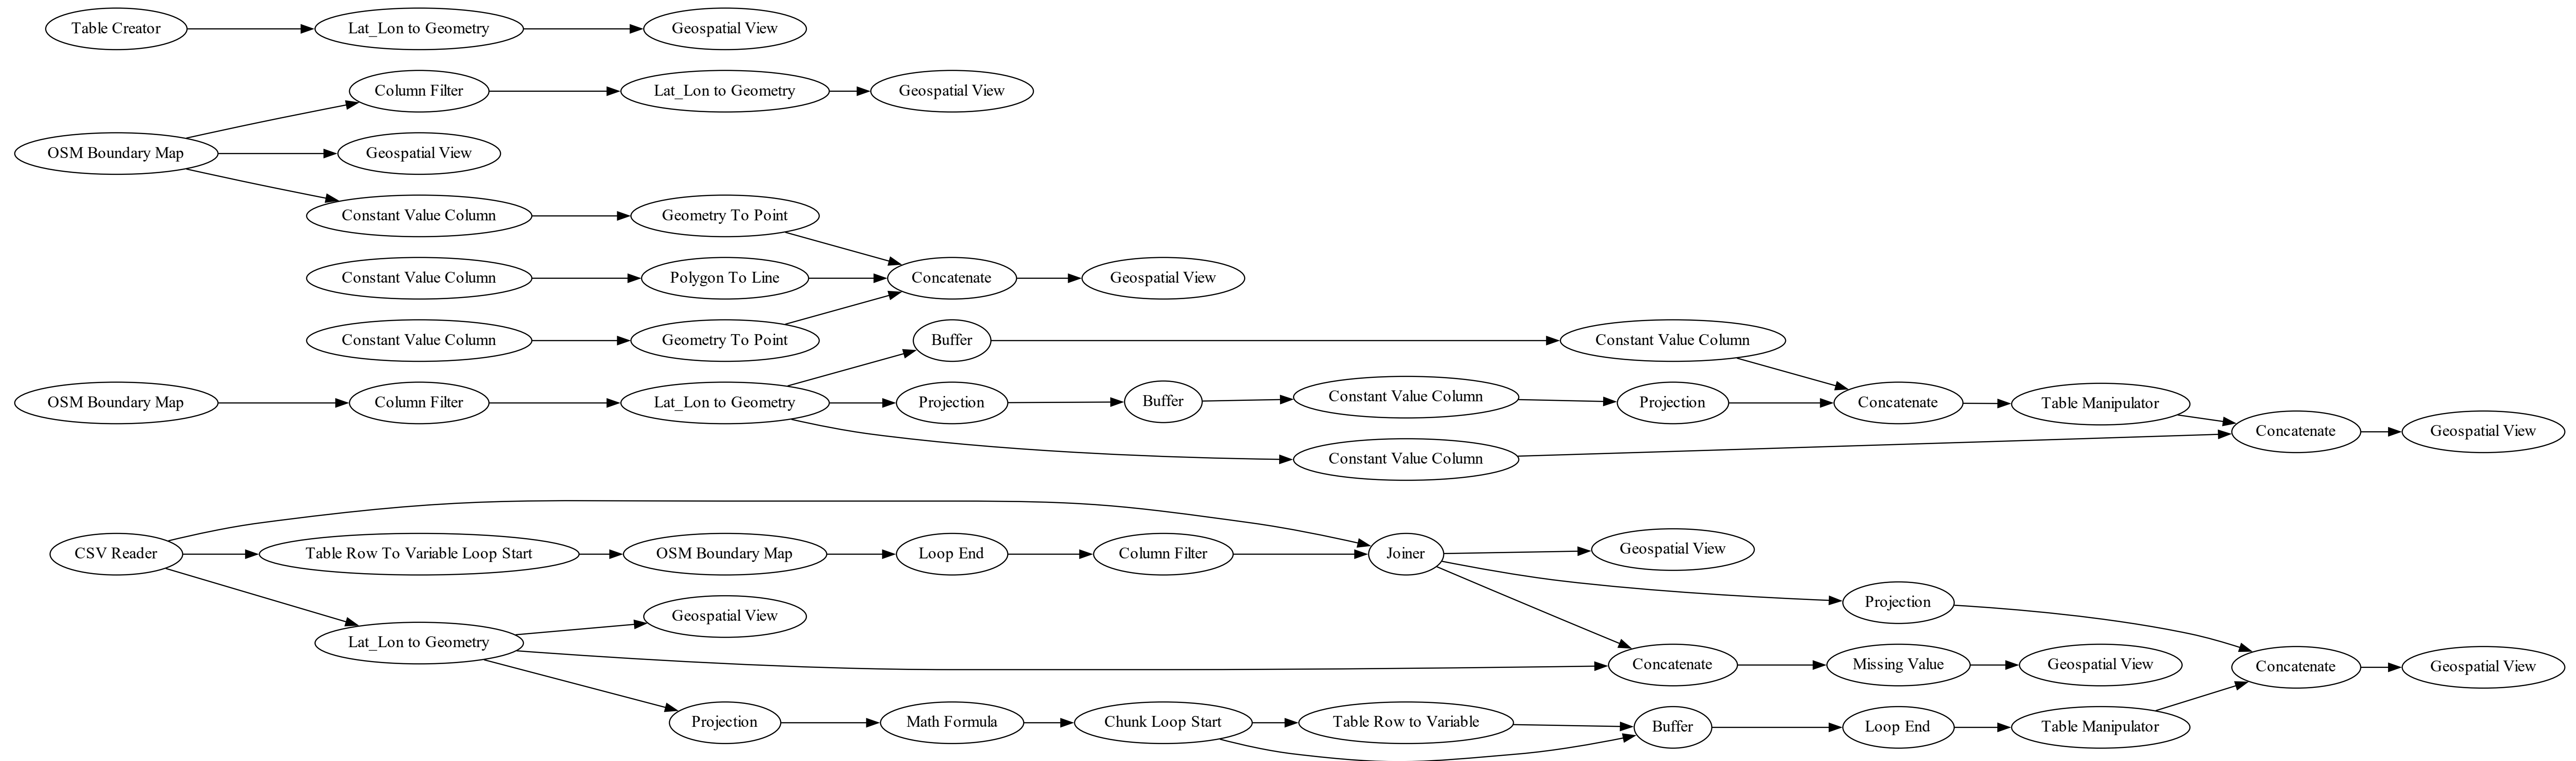 Table Creator
Lat_Lon to Geometry
Geospatial View
Column Filter
Lat_Lon to Geometry
Geospatial View
OSM Boundary Map
Geospatial View
Constant Value Column
Geometry To Point
Constant Value Column
Polygon To Line
Concatenate
Geospatial View
Constant Value Column
Geometry To Point
Buffer
Constant Value Column
OSM Boundary Map
Column Filter
Lat_Lon to Geometry
Projection
Buffer
Constant Value Column
Projection
Concatenate
Table Manipulator
Constant Value Column
Concatenate
Geospatial View
CSV Reader
Table Row To Variable Loop Start
OSM Boundary Map
Loop End
Column Filter
Joiner
Geospatial View
Projection
Geospatial View
Lat_Lon to Geometry
Concatenate
Missing Value
Geospatial View
Concatenate
Geospatial View
Projection
Math Formula
Chunk Loop Start
Table Row to Variable
Buffer
Loop End
Table Manipulator